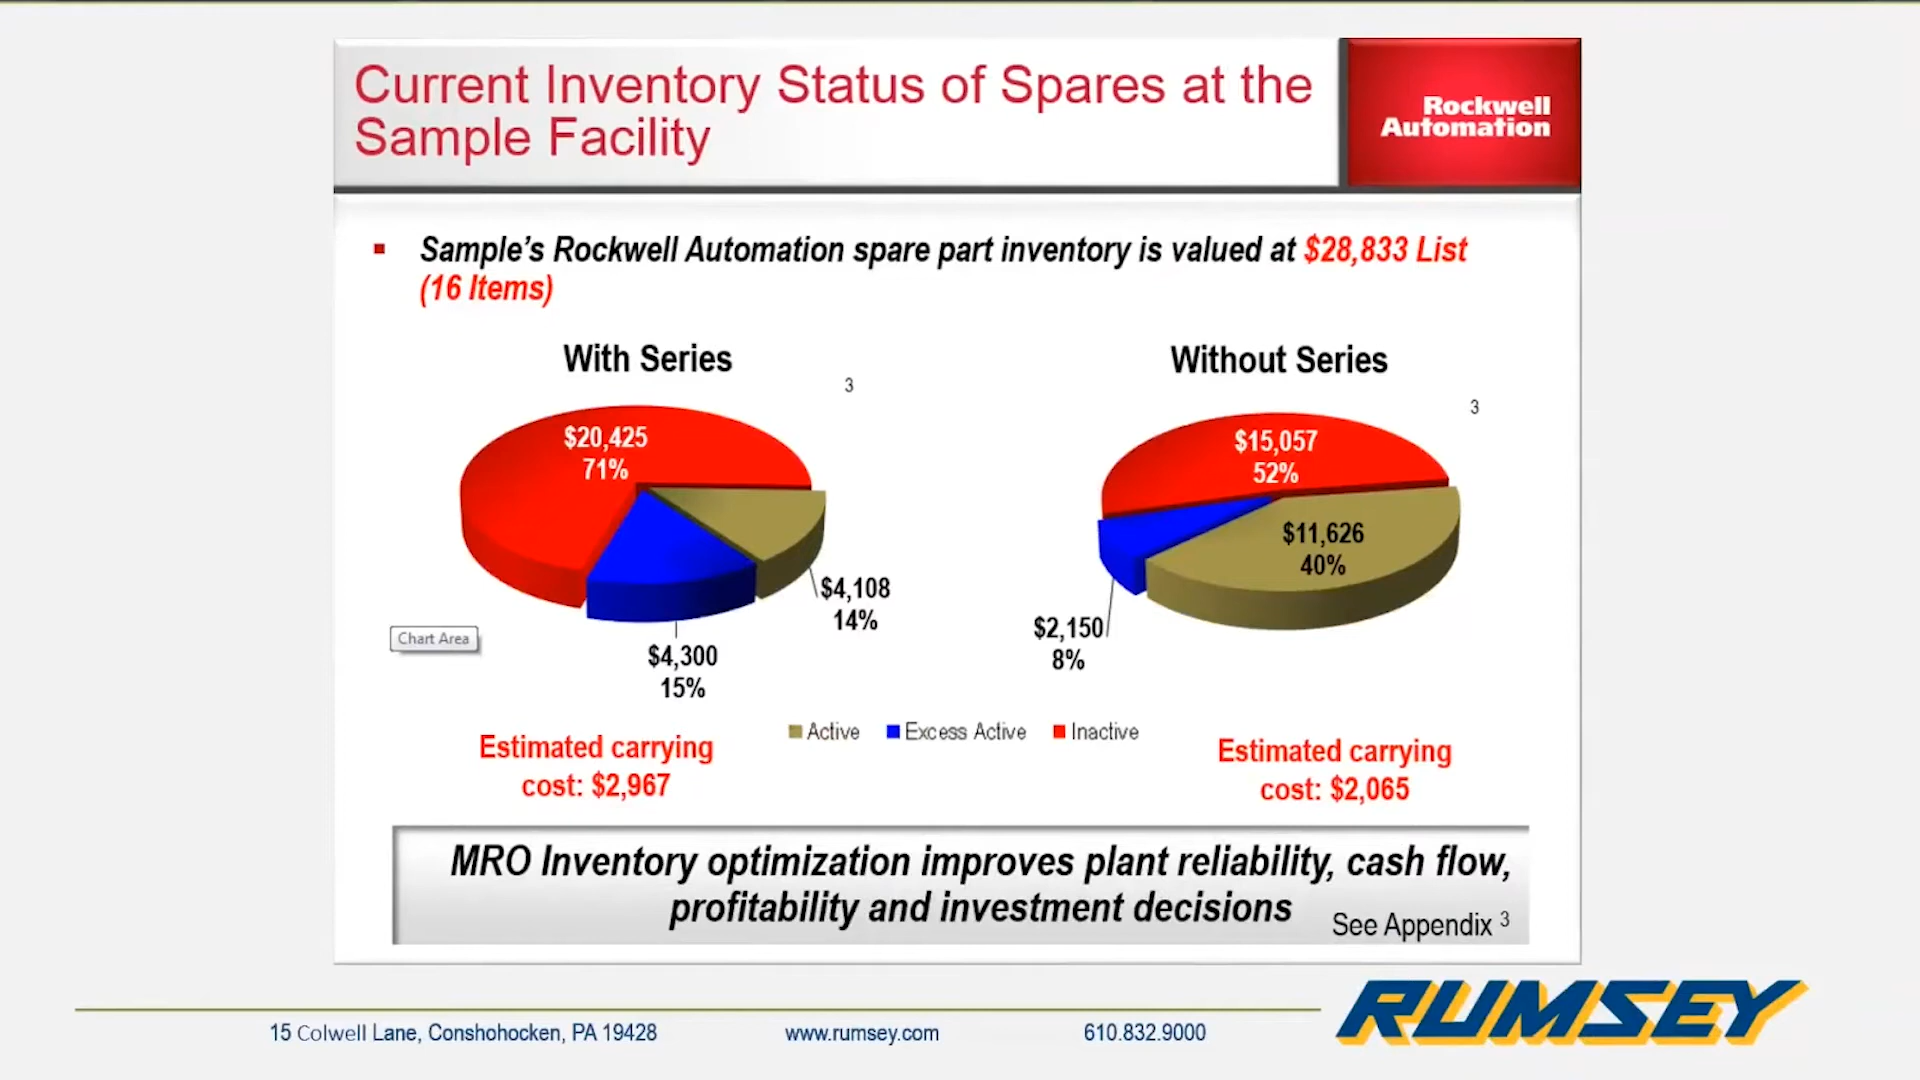 Current Inventory Status of Spares at the
Sample Facility
Rockwell
Automation
Sample's Rockwell Automation spare part inventory is valued at $28,833 List
(16 Items)
With Series
3
$20,425
71%
$4,108
14%
$4,300
15%
Chart Area
Without Series
3
$15,057
52%
$11,626
40%
$2,150
8%
Active
Excess Active
Inactive
Estimated carrying
cost: $2,967
Estimated carrying
cost: $2,065
MRO Inventory optimization improves plant reliability, cash flow,
profitability and investment decisions
See Appendix 3
15 Colwell Lane, Conshohocken, PA 19428
www.rumsey.com
610.832.9000
RUMSEY